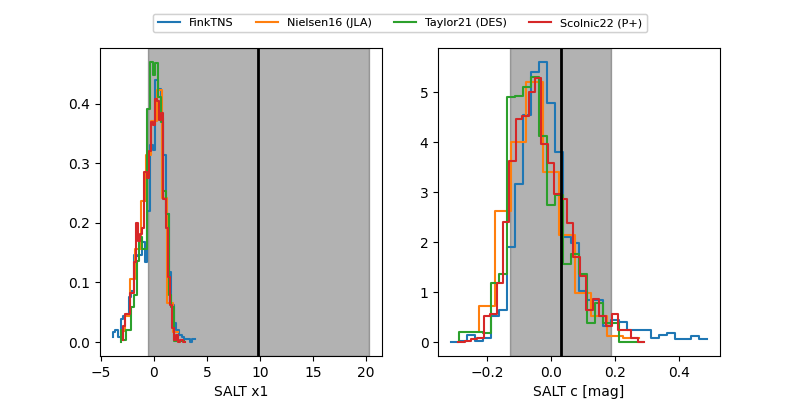 FinkTNS Nielsen16 (JLA) Taylor21 (DES) Scolnic22 (P+)
0.4
0.3
0.2
0.1
0.0
−5 0 5 10 15 20
SALT x1
5
4
3
2
1
0
−0.2 0.0 0.2 0.4
SALT c [mag]